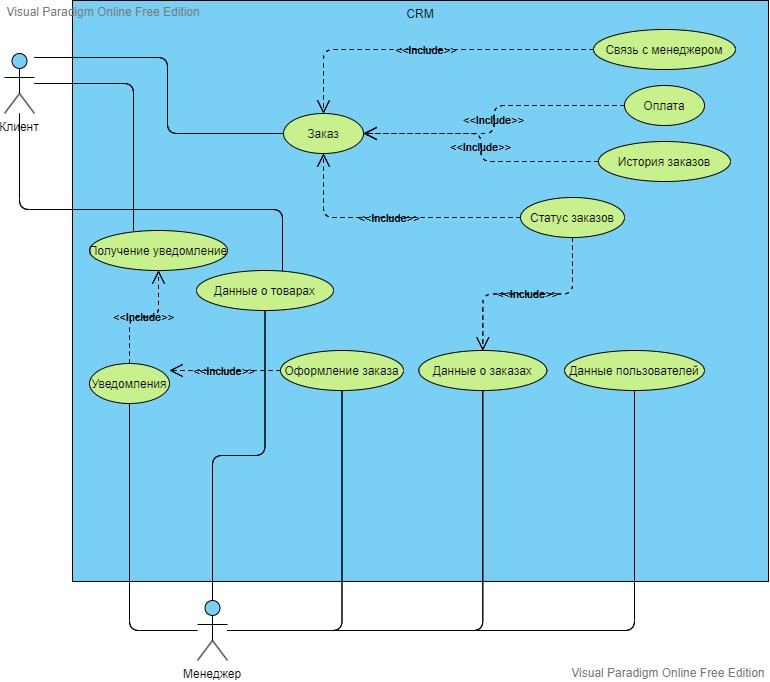 Visual Paradigm Online Free Edition
CRM
<<Include>>
Связь с менеджером
Оплата
<<Include>>
Клиент
Заказ
<<Include>>
История заказов
<<Include>>
Статус заказов
Получение уведомление
Данные о товарах
<<Include>>
<<Include>>
Уведомления
<<Include>>
Оформление заказа
Данные о заказах
Данные пользователей
Менеджер
Visual Paradigm Online Free Edition